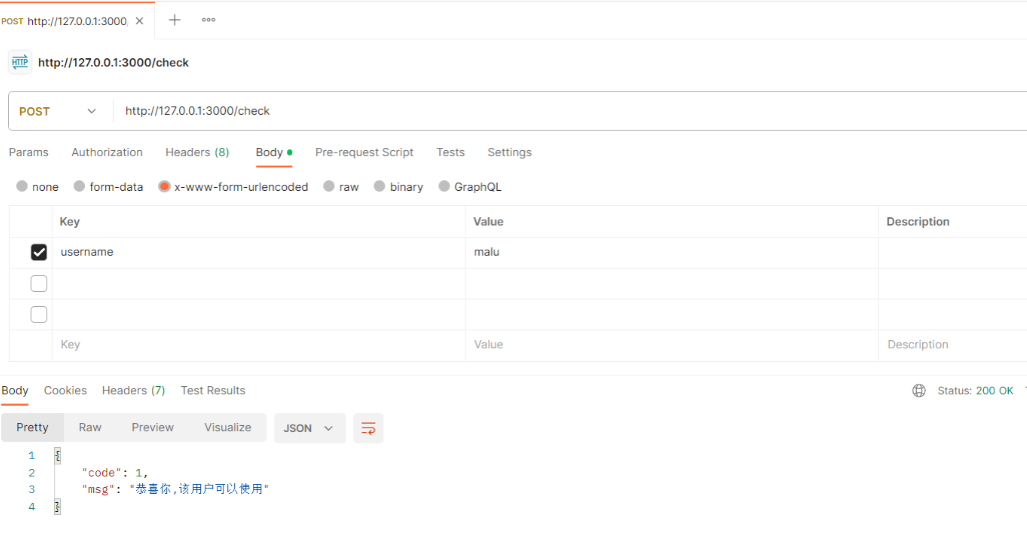 POST http://127.0.0.1:3000,
http://127.0.0.1:3000/check
POST http://127.0.0.1:3000/check
Params Authorization Headers (8) Body Pre-request Script Tests Settings
none form-data x-www-form-urlencoded raw binary GraphQL
Key Value Description
username malu
Key Value Description
Body Cookies Headers (7) Test Results Status: 200 OK
Pretty Raw Preview Visualize JSON
1 {
2 "code": 1,
3 "msg": "恭喜你,该用户可以使用"
4 }